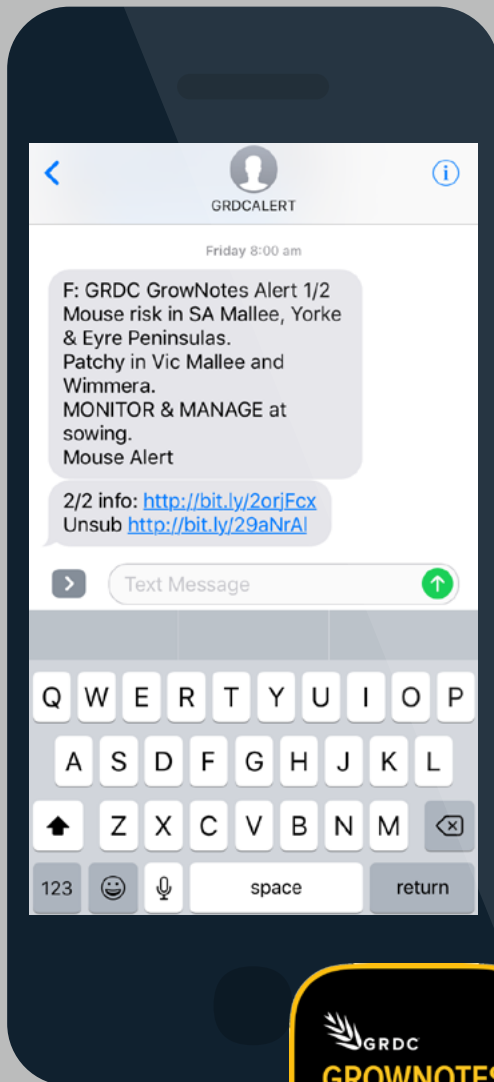 GRDCALERT
Friday 8:00 am
F: GRDC GrowNotes Alert 1/2
Mouse risk in SA Mallee, Yorke
& Eyre Peninsulas.
Patchy in Vic Mallee and
Wimmera.
MONITOR & MANAGE at
sowing.
Mouse Alert
2/2 info: http://bit.ly/2orjFcx
Unsub http://bit.ly/29aNrAl
Text Message
Q W E R T Y U I O P
A S D F G H J K L
Z X C V B N M
123 space return
GRDC
GROWNOTES